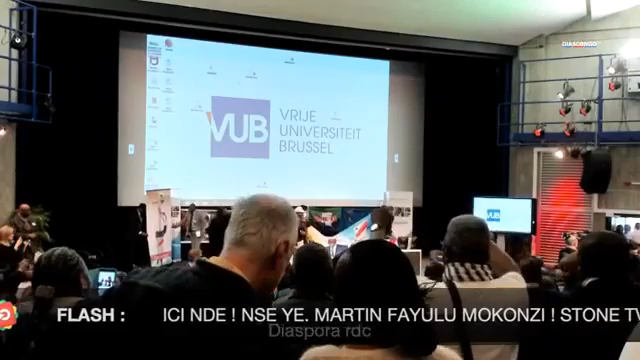 DIASCONGO
VUB
VRIJE
UNIVERSITEIT
BRUSSEL
VUB
FLASH : ICI NDE ! NSE YE. MARTIN FAYULU MOKONZI ! STONE TV
Diaspora rdc